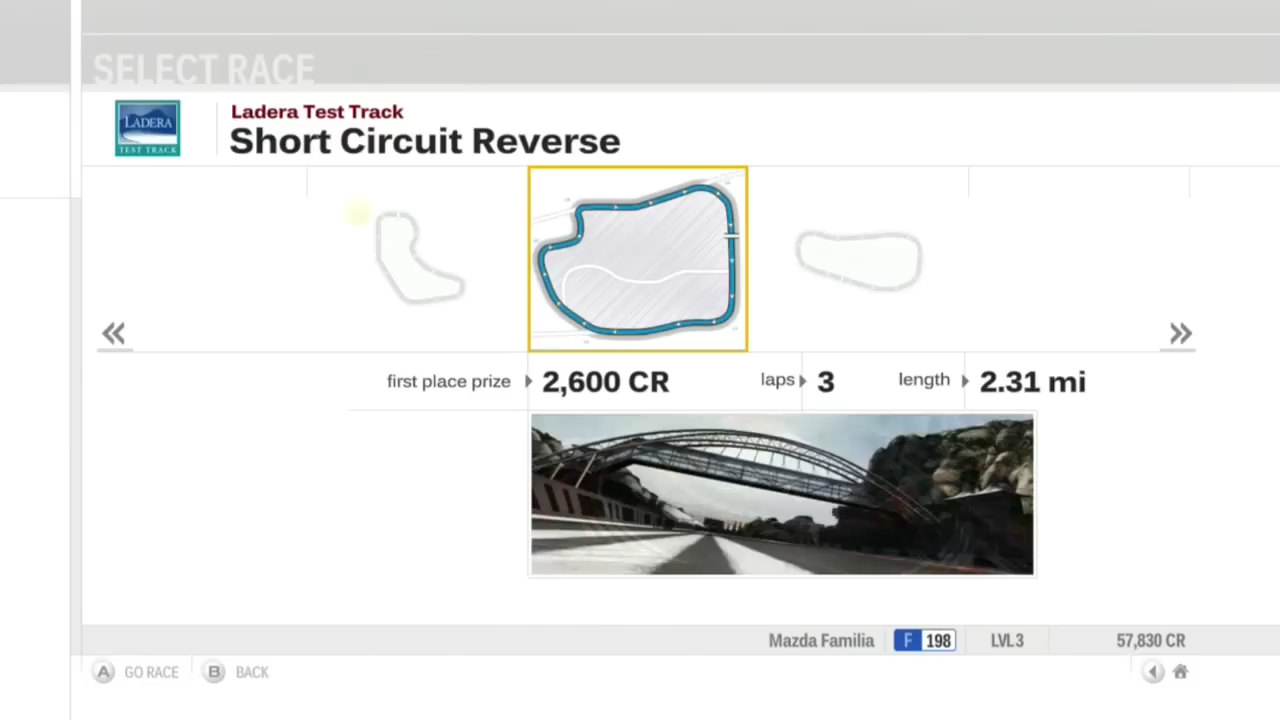 SELECT RACE
LADERA
TEST TRACK
Ladera Test Track
Short Circuit Reverse
first place prize
2,600 CR
laps
3
length
2.31 mi
Mazda Familia
F 198
LVL3
57,830 CR
A GO RACE
B BACK